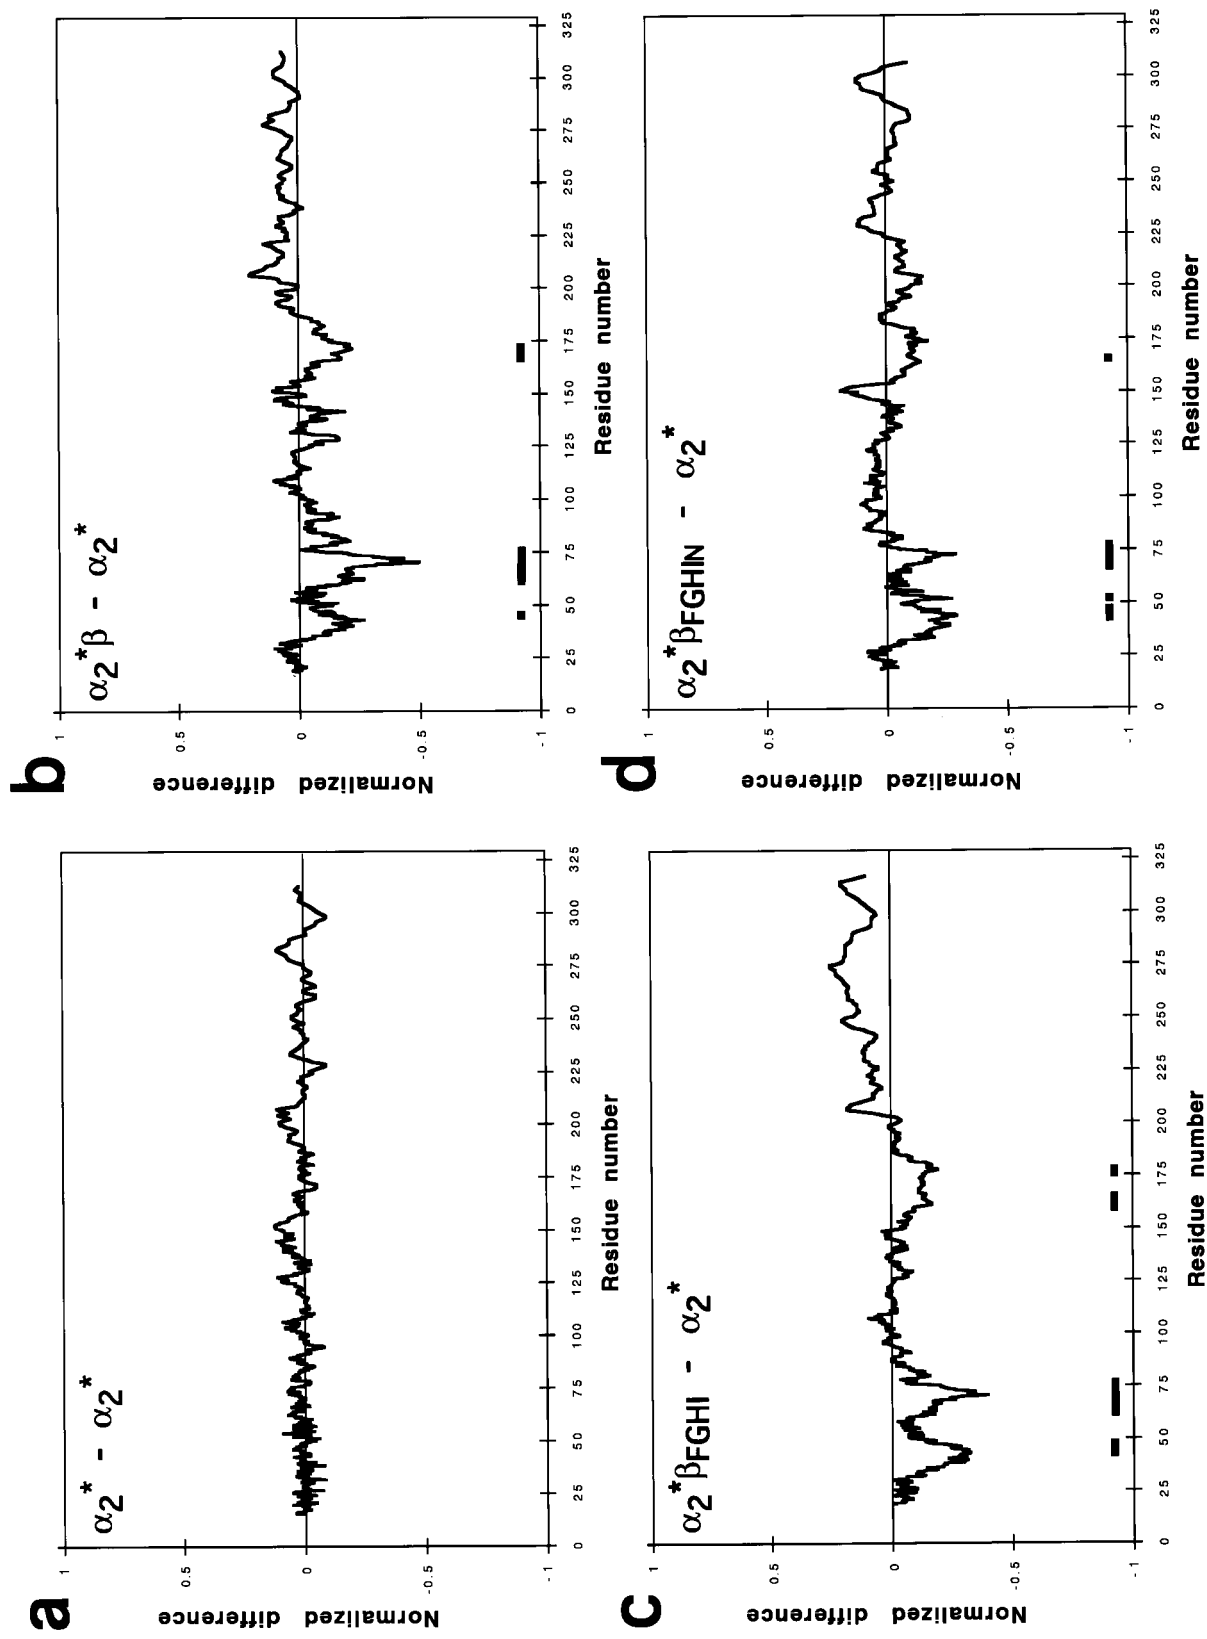 a
α2* - α2*
Normalized difference
1
0.5
0
-0.5
-1
0 25 50 75 100 125 150 175 200 225 250 275 300 325
Residue number
b
α2*β - α2*
Normalized difference
1
0.5
0
-0.5
-1
0 25 50 75 100 125 150 175 200 225 250 275 300 325
Residue number
c
α2*βFGHI - α2*
Normalized difference
1
0.5
0
-0.5
-1
0 25 50 75 100 125 150 175 200 225 250 275 300 325
Residue number
d
α2*βFGHIN - α2*
Normalized difference
1
0.5
0
-0.5
-1
0 25 50 75 100 125 150 175 200 225 250 275 300 325
Residue number